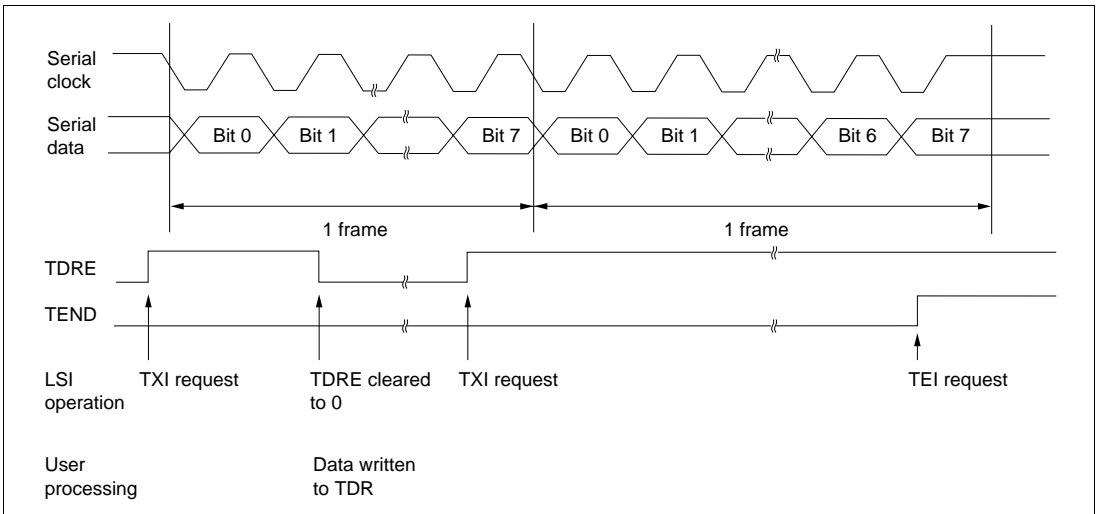 Serial
clock
Serial
data
Bit 0 Bit 1 Bit 7 Bit 0 Bit 1 Bit 6 Bit 7
1 frame 1 frame
TDRE
TEND
LSI
operation
TXI request TDRE cleared
to 0
TXI request TEI request
User
processing
Data written
to TDR